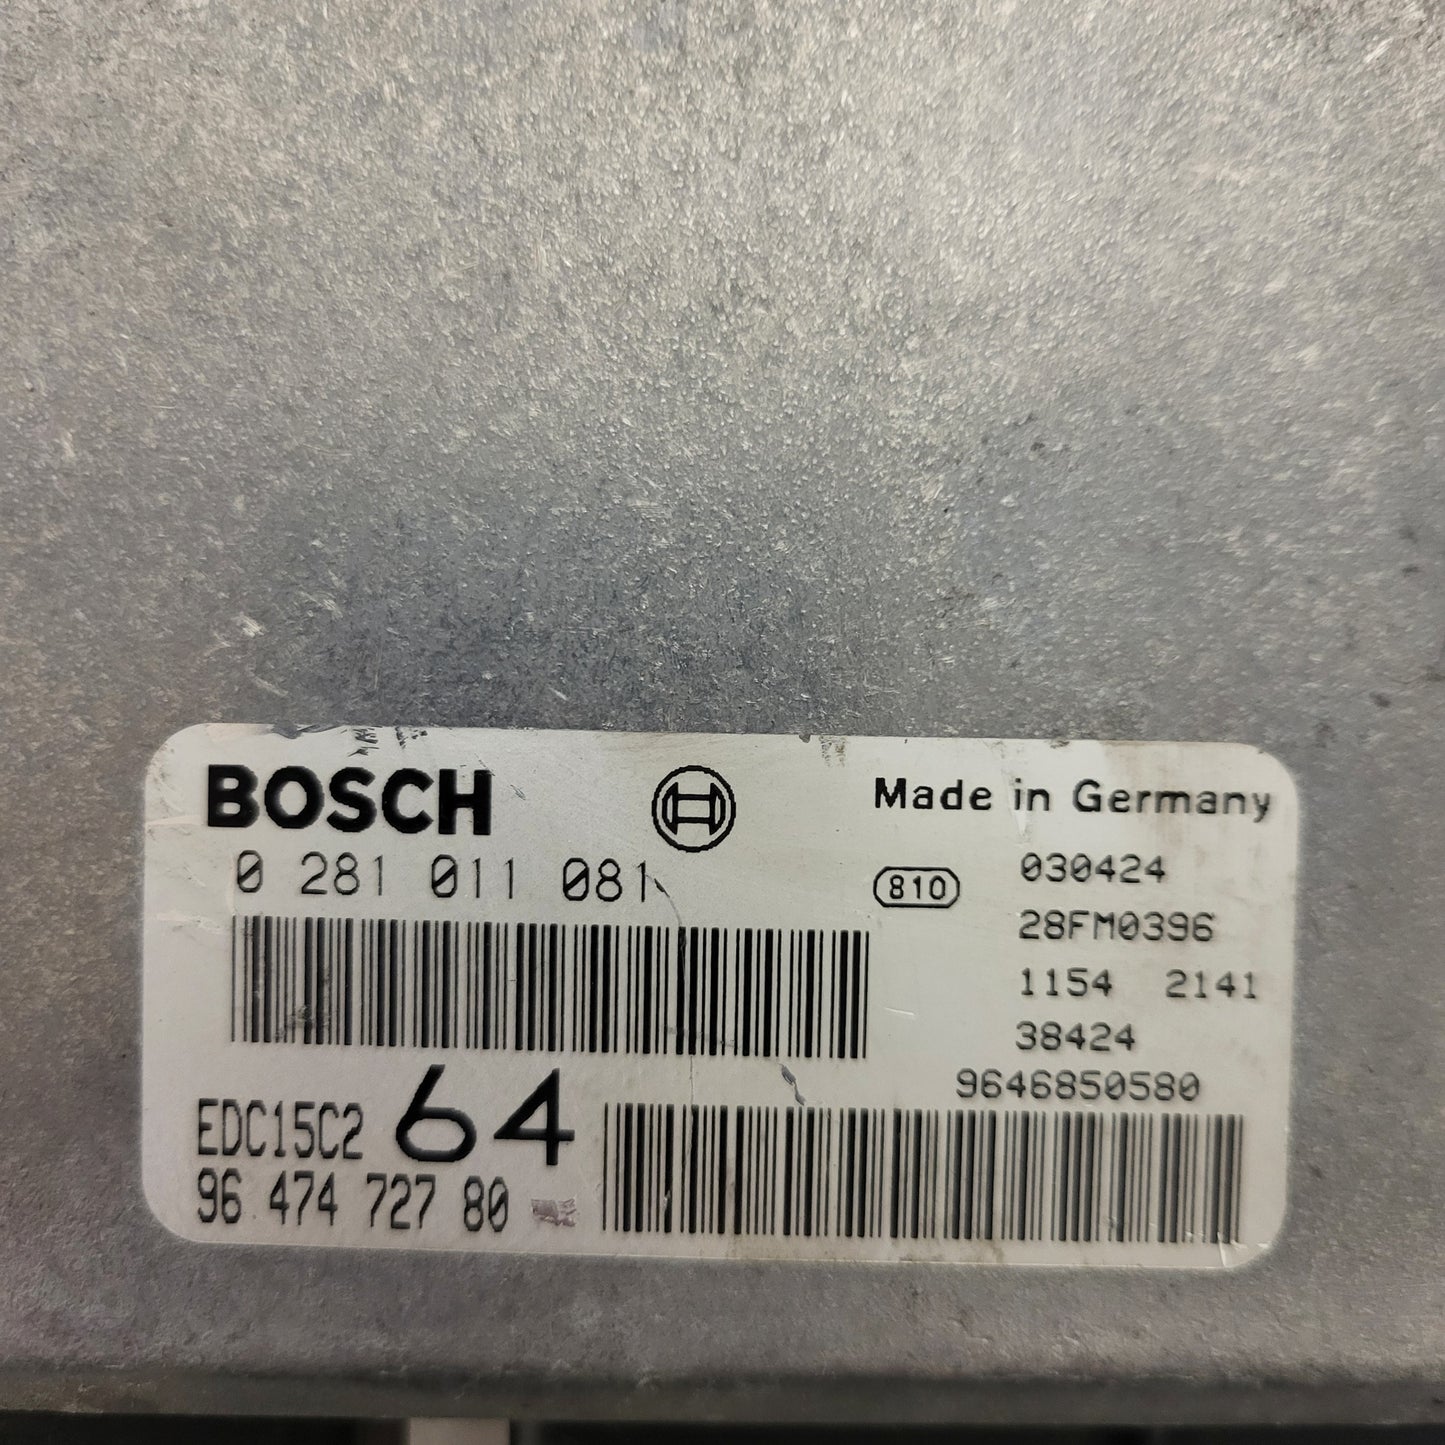 BOSCH
Made in Germany
0 281 011 081
810
030424
28FM0396
1154 2141
38424
9646850580
EDC15C2 64
96 474 727 80